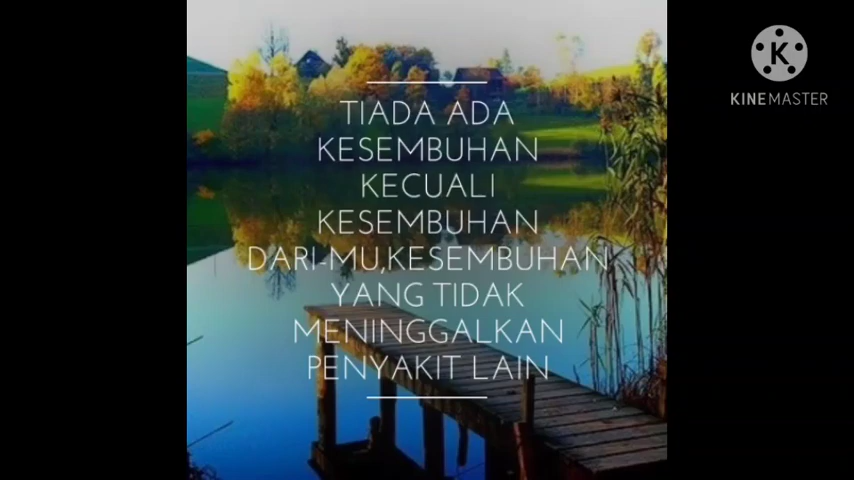 TIADA ADA
KESEMBUHAN
KECUALI
KESEMBUHAN
DARI-MU,KESEMBUHAN
YANG TIDAK
MENINGGALKAN
PENYAKIT LAIN
K
KINEMASTER